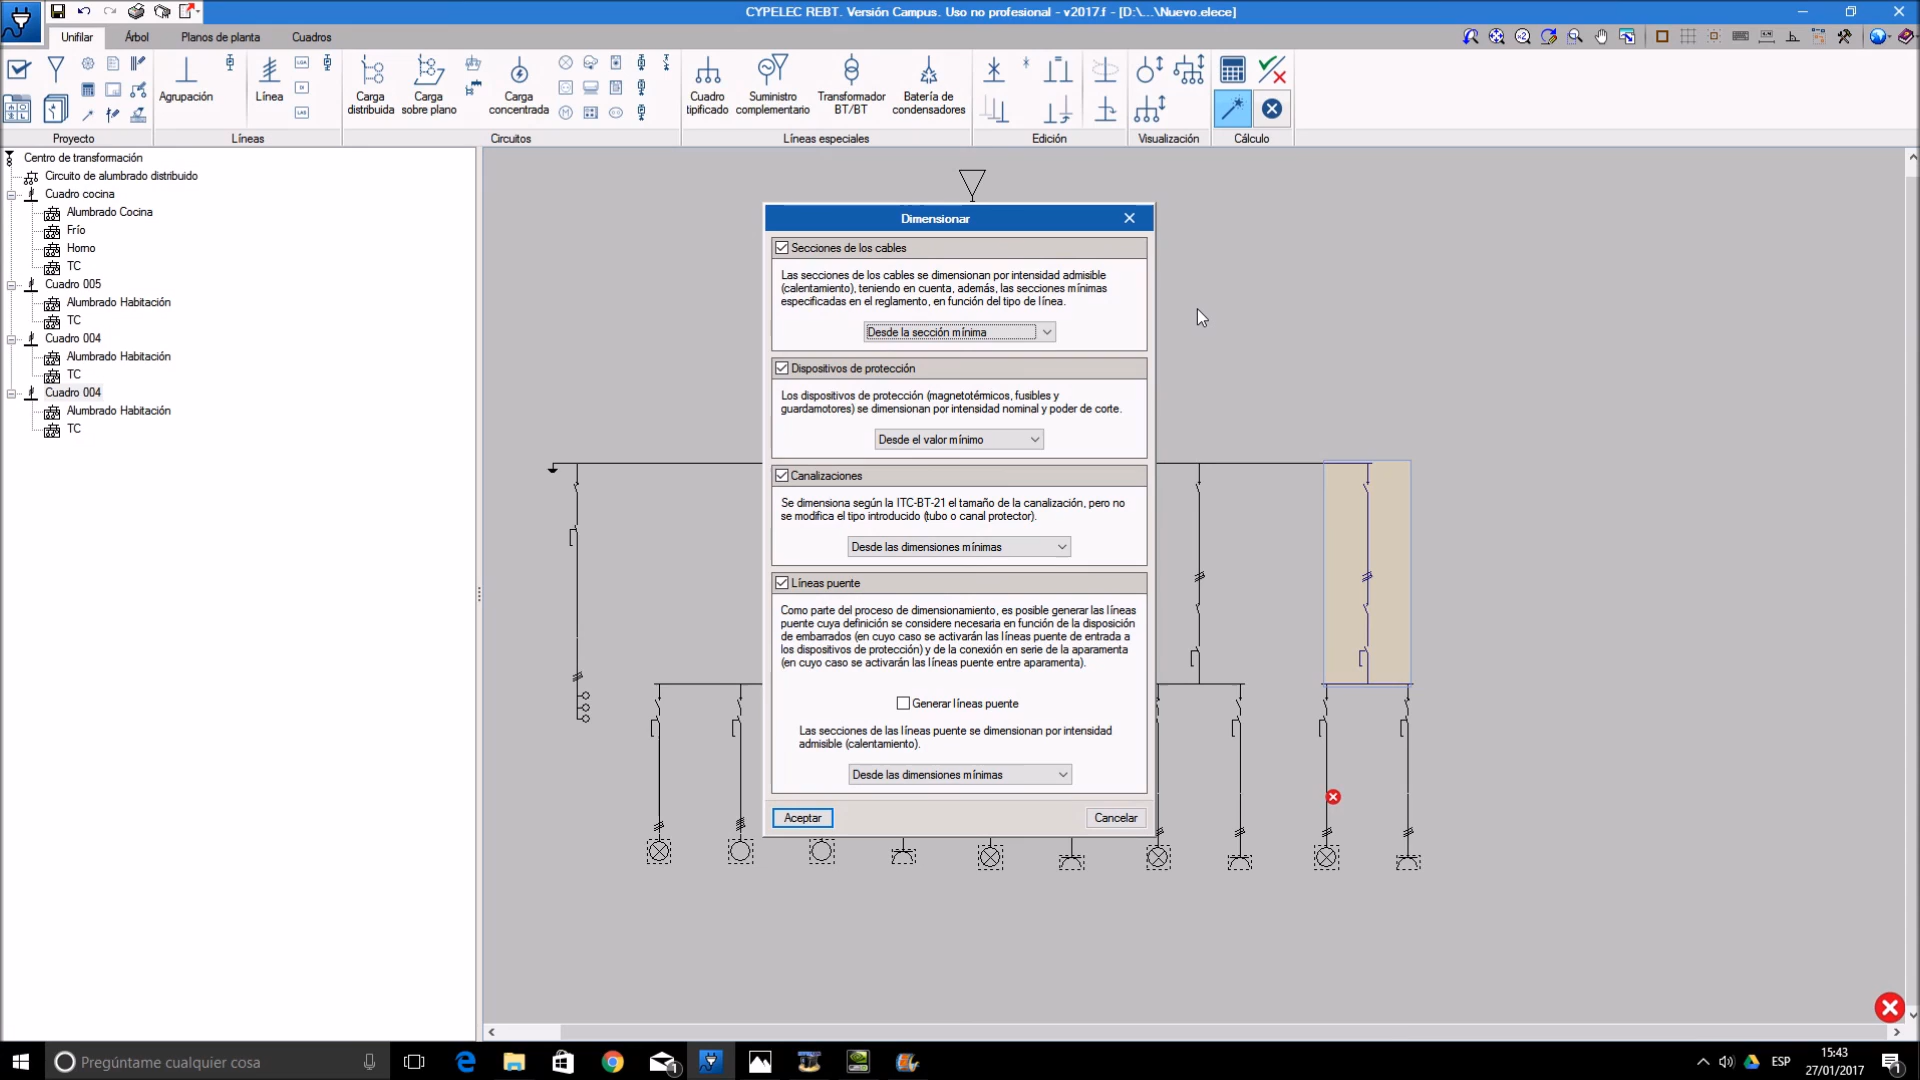 CYPELEC REBT. Versión Campus. Uso no profesional - v2017.f - [D:\...\Nuevo.elece]
Unifilar
Árbol
Planos de planta
Cuadros
Agrupación
Línea
Carga distribuida
Carga sobre plano
Carga concentrada
Cuadro tipificado
Suministro complementario
Transformador BT/BT
Batería de condensadores
Proyecto
Líneas
Circuitos
Líneas especiales
Edición
Visualización
Cálculo
Centro de transformación
Circuito de alumbrado distribuido
Cuadro cocina
Alumbrado Cocina
Frío
Horno
TC
Cuadro 005
Alumbrado Habitación
TC
Cuadro 004
Alumbrado Habitación
TC
Cuadro 004
Alumbrado Habitación
TC
Dimensionar
Secciones de los cables
Las secciones de los cables se dimensionan por intensidad admisible
(calentamiento), teniendo en cuenta, además, las secciones mínimas
especificadas en el reglamento, en función del tipo de línea.
Desde la sección mínima
Dispositivos de protección
Los dispositivos de protección (magnetotérmicos, fusibles y
guardamotores) se dimensionan por intensidad nominal y poder de corte.
Desde el valor mínimo
Canalizaciones
Se dimensiona según la ITC-BT-21 el tamaño de la canalización, pero no
se modifica el tipo introducido (tubo o canal protector).
Desde las dimensiones mínimas
Líneas puente
Como parte del proceso de dimensionamiento, es posible generar las líneas
puente cuya definición se considere necesaria en función de la disposición
de embarrados (en cuyo caso se activarán las líneas puente de entrada a
los dispositivos de protección) y de la conexión en serie de la aparamenta
(en cuyo caso se activarán las líneas puente entre aparamenta).
Generar líneas puente
Las secciones de las líneas puente se dimensionan por intensidad
admisible (calentamiento).
Desde las dimensiones mínimas
Aceptar
Cancelar
Pregúntame cualquier cosa
ESP
15:43
27/01/2017